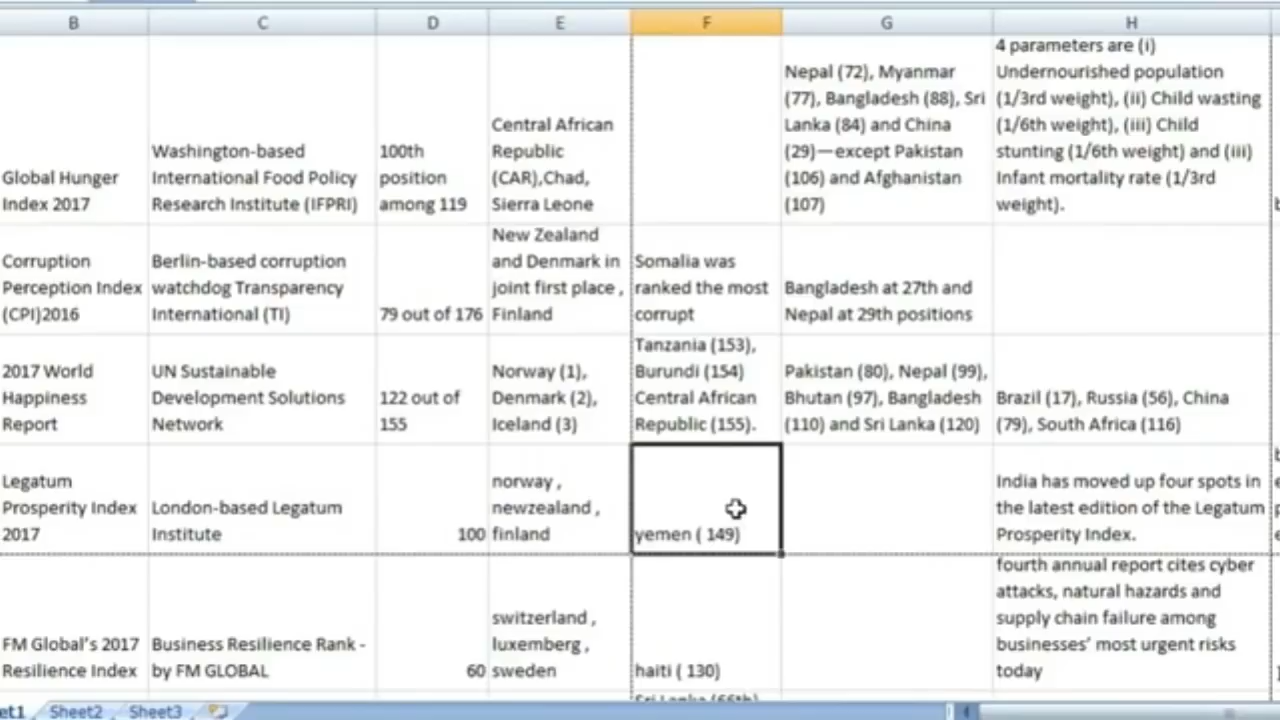 B C D E F G H
Global Hunger
Index 2017
Washington-based
International Food Policy
Research Institute (IFPRI)
100th
position
among 119
Central African
Republic
(CAR),Chad,
Sierra Leone
Nepal (72), Myanmar
(77), Bangladesh (88), Sri
Lanka (84) and China
(29)—except Pakistan
(106) and Afghanistan
(107)
4 parameters are (i)
Undernourished population
(1/3rd weight), (ii) Child wasting
(1/6th weight), (iii) Child
stunting (1/6th weight) and (iii)
Infant mortality rate (1/3rd
weight).
Corruption
Perception Index
(CPI)2016
Berlin-based corruption
watchdog Transparency
International (TI)
79 out of 176
New Zealand
and Denmark in
joint first place ,
Finland
Somalia was
ranked the most
corrupt
Bangladesh at 27th and
Nepal at 29th positions
2017 World
Happiness
Report
UN Sustainable
Development Solutions
Network
122 out of
155
Norway (1),
Denmark (2),
Iceland (3)
Tanzania (153),
Burundi (154)
Central African
Republic (155).
Pakistan (80), Nepal (99),
Bhutan (97), Bangladesh
(110) and Sri Lanka (120)
Brazil (17), Russia (56), China
(79), South Africa (116)
Legatum
Prosperity Index
2017
London-based Legatum
Institute
100
norway ,
newzealand ,
finland
yemen ( 149)
India has moved up four spots in
the latest edition of the Legatum
Prosperity Index.
FM Global's 2017
Resilience Index
Business Resilience Rank -
by FM GLOBAL
60
switzerland ,
luxemberg ,
sweden
haiti ( 130)
fourth annual report cites cyber
attacks, natural hazards and
supply chain failure among
businesses' most urgent risks
today
Sri Lanka (66th)
Sheet2 Sheet3